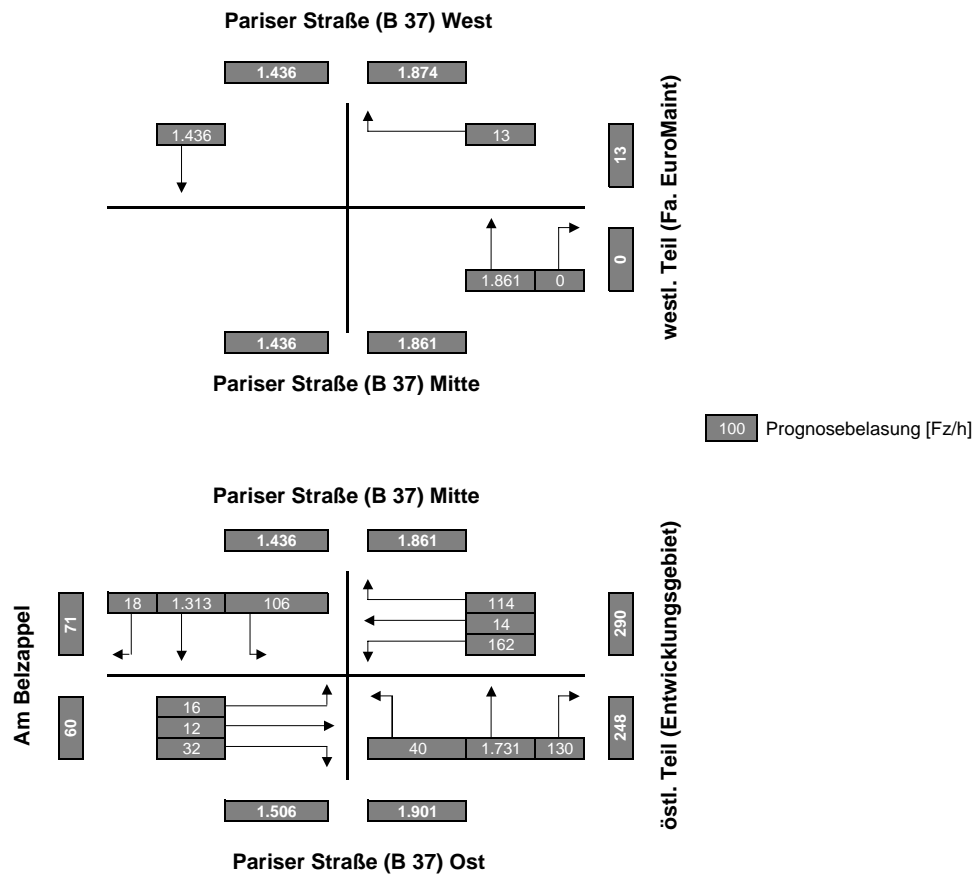 Pariser Straße (B 37) West
1.436 1.874
1.436 13
13
westl. Teil (Fa. EuroMaint)
0
1.861 0
1.436 1.861
Pariser Straße (B 37) Mitte
100 Prognosebelasung [Fz/h]
Pariser Straße (B 37) Mitte
1.436 1.861
Am Belzappel
71
18 1.313 106
114
14
162
290
östl. Teil (Entwicklungsgebiet)
60
16
12
32
40 1.731 130
248
1.506 1.901
Pariser Straße (B 37) Ost